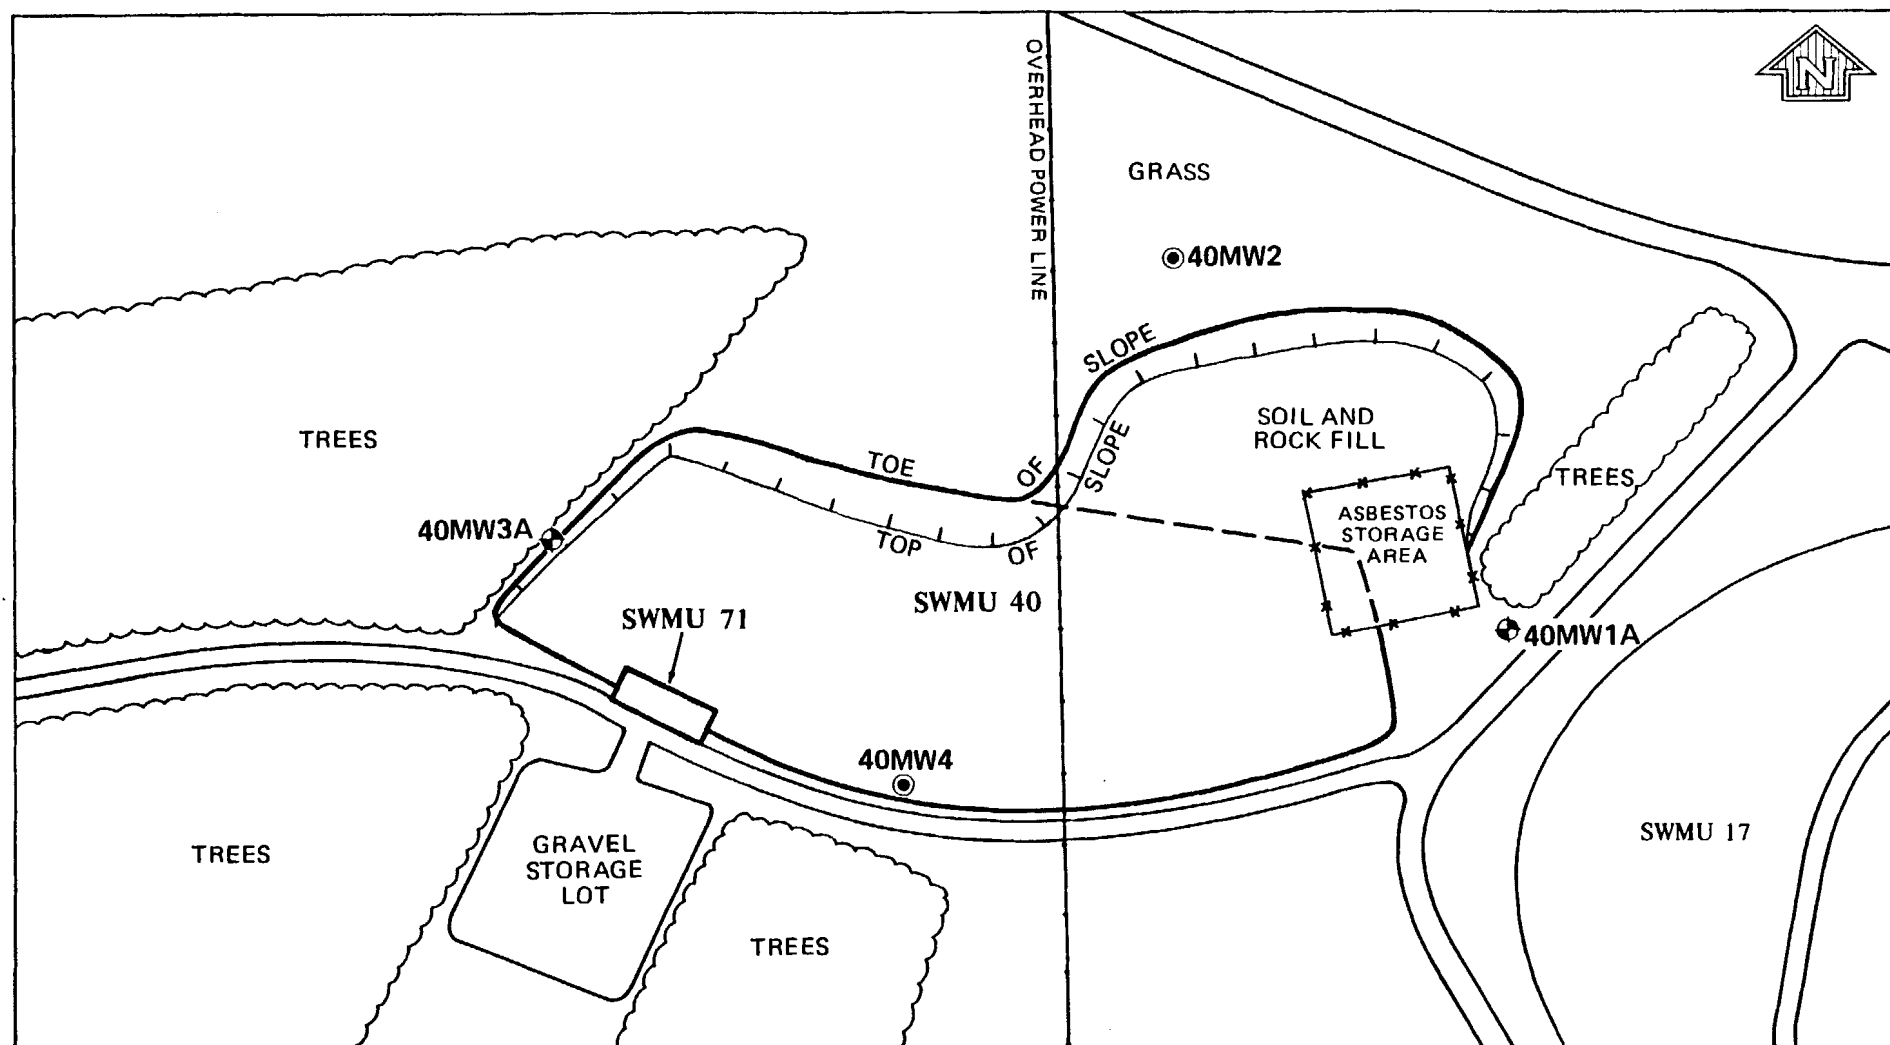 N
OVERHEAD POWER LINE
GRASS
40MW2
SLOPE
SOIL AND
ROCK FILL
TREES
TOE
OF
SLOPE
TREES
ASBESTOS
STORAGE
AREA
40MW3A
TOP
OF
SWMU 40
SWMU 71
40MW1A
40MW4
SWMU 17
TREES
GRAVEL
STORAGE
LOT
TREES